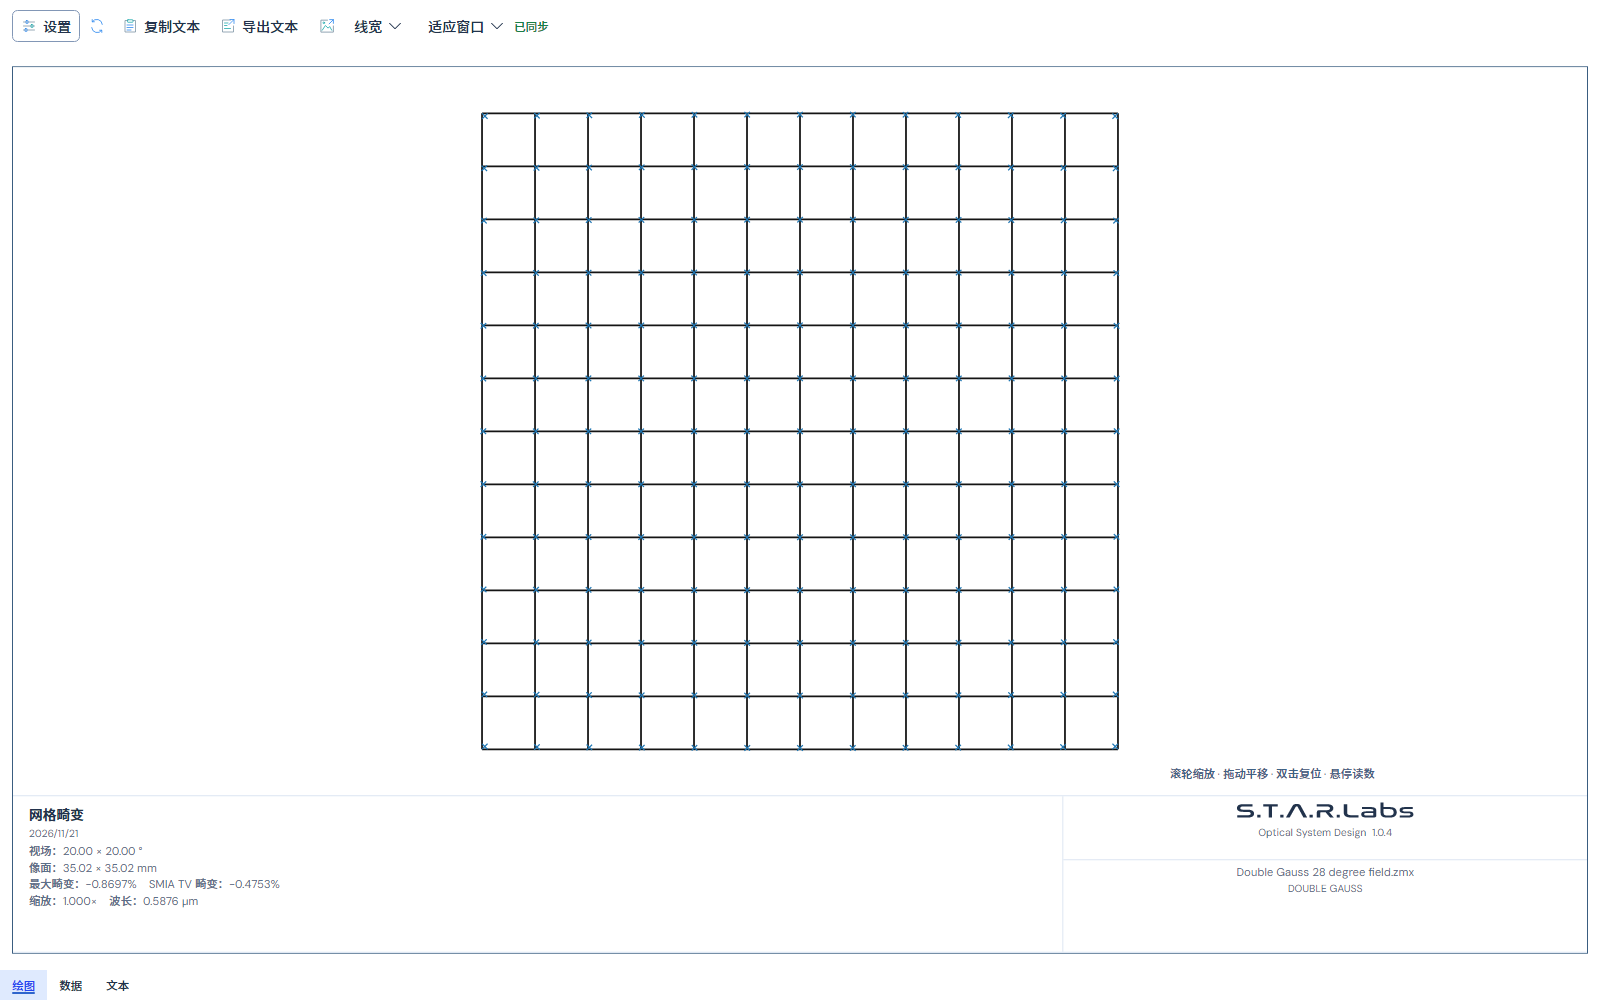 设置 复制文本 导出文本 线宽 适应窗口 已同步
滚轮缩放 · 拖动平移 · 双击复位 · 悬停读数
网格畸变
2026/11/21
视场：20.00 × 20.00 °
像面：35.02 × 35.02 mm
最大畸变：-0.8697% SMIA TV 畸变：-0.4753%
缩放：1.000× 波长：0.5876 µm
S.T.A.R.Labs
Optical System Design 1.0.4
Double Gauss 28 degree field.zmx
DOUBLE GAUSS
绘图 数据 文本